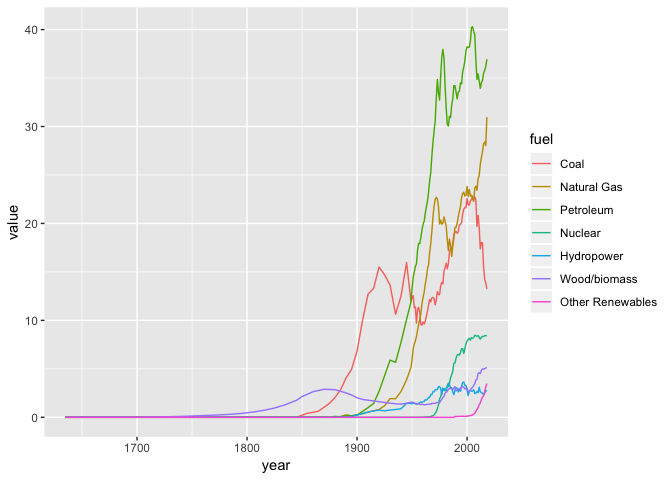 40
30
20
10
0
value
1700
1800
1900
2000
year
fuel
Coal
Natural Gas
Petroleum
Nuclear
Hydropower
Wood/biomass
Other Renewables